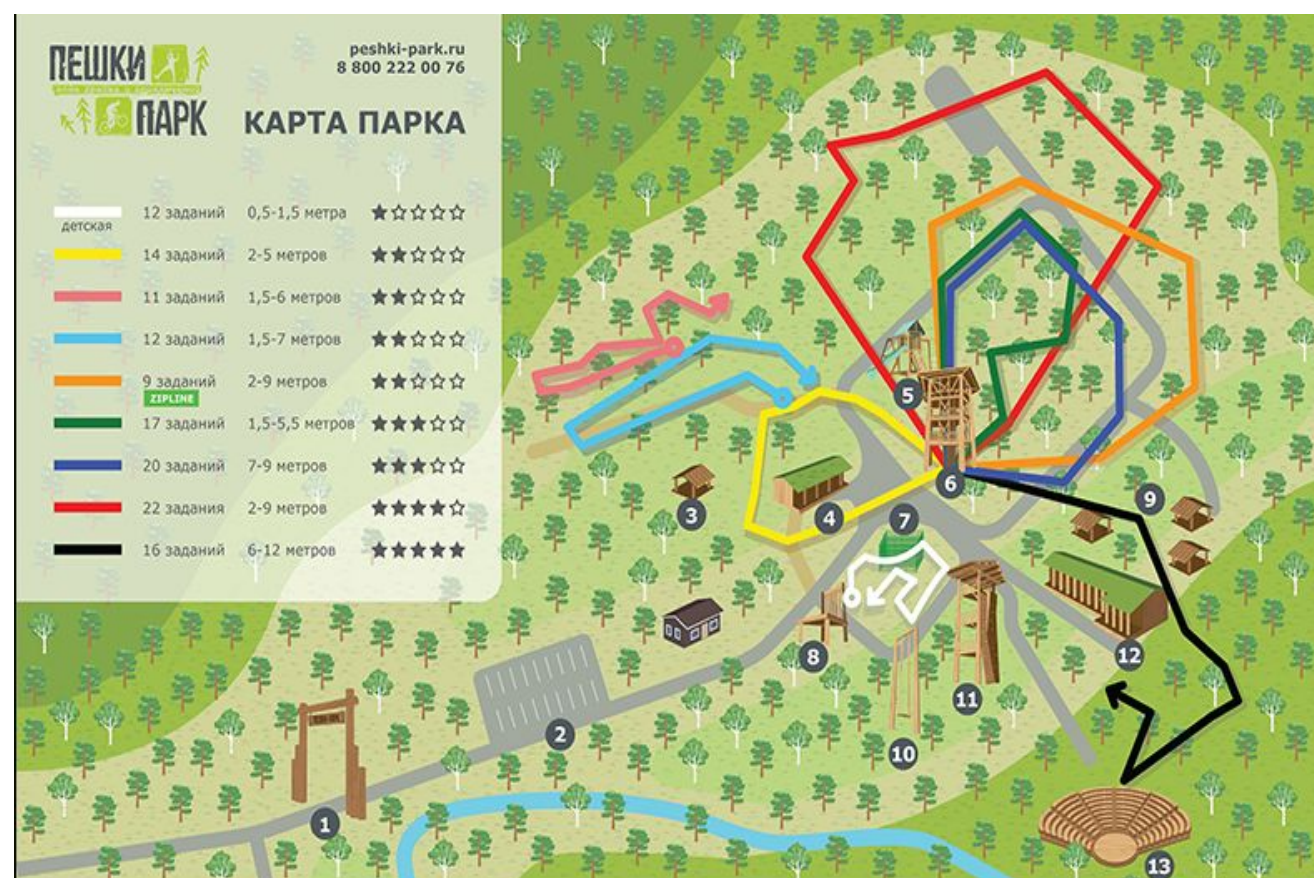 ПЕШКИ
ПАРК
peshki-park.ru
8 800 222 00 76
КАРТА ПАРКА
12 заданий 0,5-1,5 метра
детская
14 заданий 2-5 метров
11 заданий 1,5-6 метров
12 заданий 1,5-7 метров
9 заданий 2-9 метров
ZIPLINE
17 заданий 1,5-5,5 метров
20 заданий 7-9 метров
22 задания 2-9 метров
16 заданий 6-12 метров
5
6
9
3
4
7
8
12
11
2
10
1
13